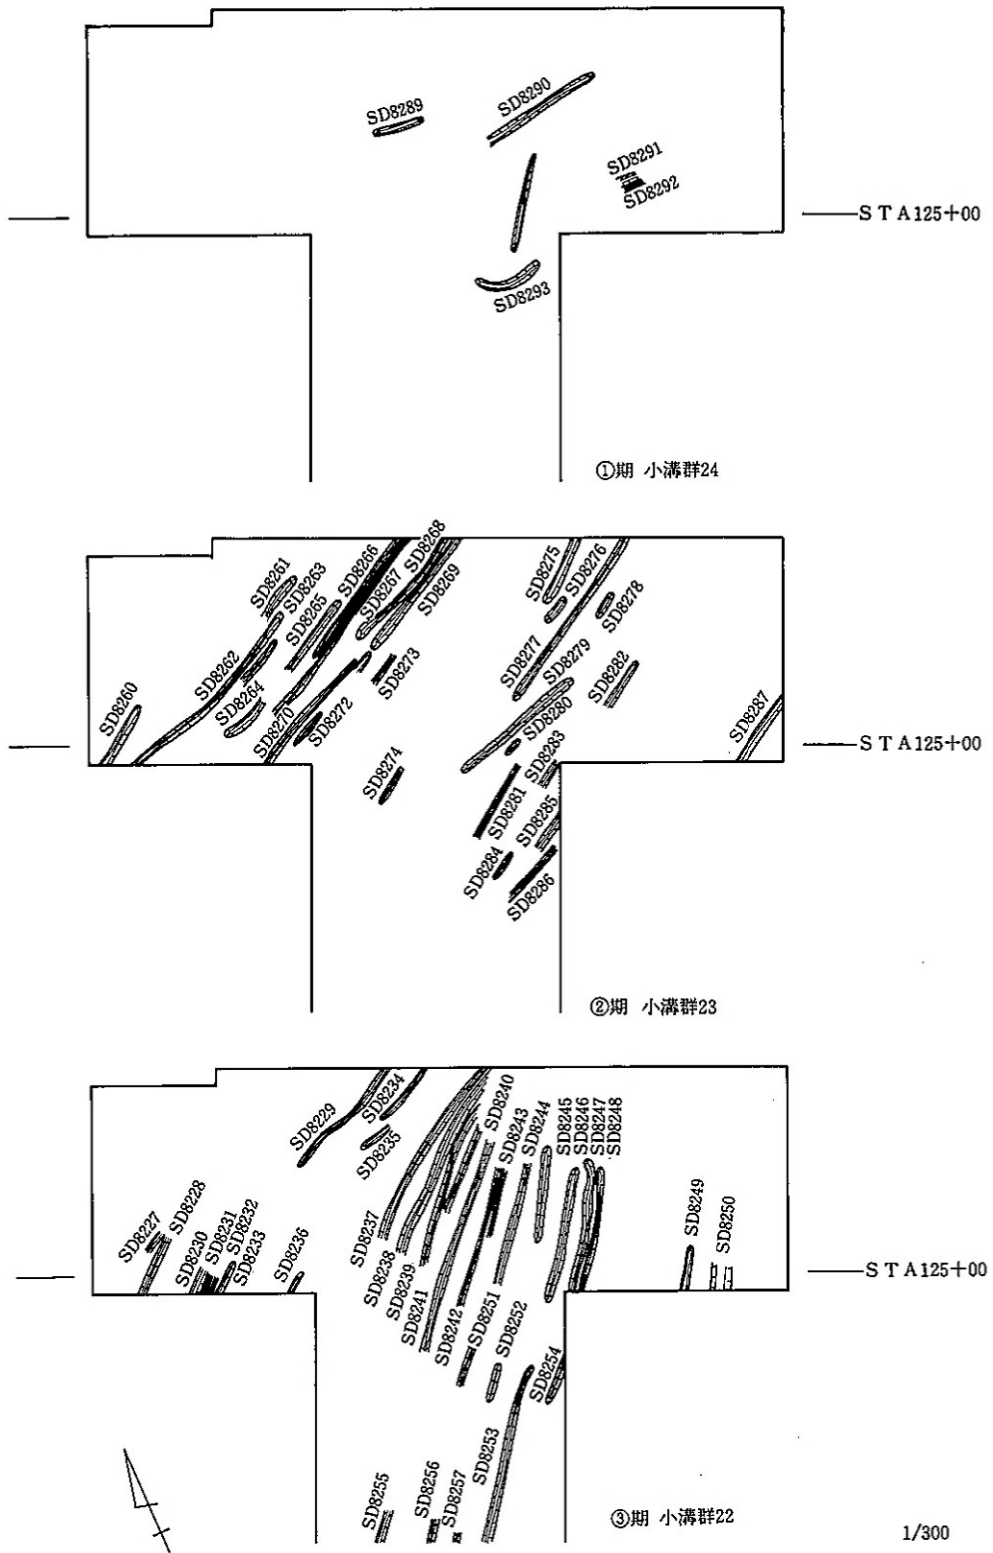 SD8289
SD8290
SD8291
SD8292
STA125+00
SD8293
①期 小溝群24
SD8261
SD8263
SD8265
SD8266
SD8267
SD8268
SD8269
SD8275
SD8276
SD8278
SD8277
SD8279
SD8282
SD8260
SD8262
SD8264
SD8270
SD8272
SD8273
SD8274
SD8280
SD8283
SD8287
STA125+00
SD8281
SD8285
SD8284
SD8286
②期 小溝群23
SD8229
SD8234
SD8235
SD8240
SD8243
SD8244
SD8245
SD8246
SD8247
SD8248
SD8227
SD8228
SD8230
SD8231
SD8232
SD8233
SD8236
SD8237
SD8238
SD8239
SD8241
SD8242
SD8249
SD8250
STA125+00
SD8251
SD8252
SD8254
SD8253
SD8255
SD8256
SD8257
③期 小溝群22
1/300